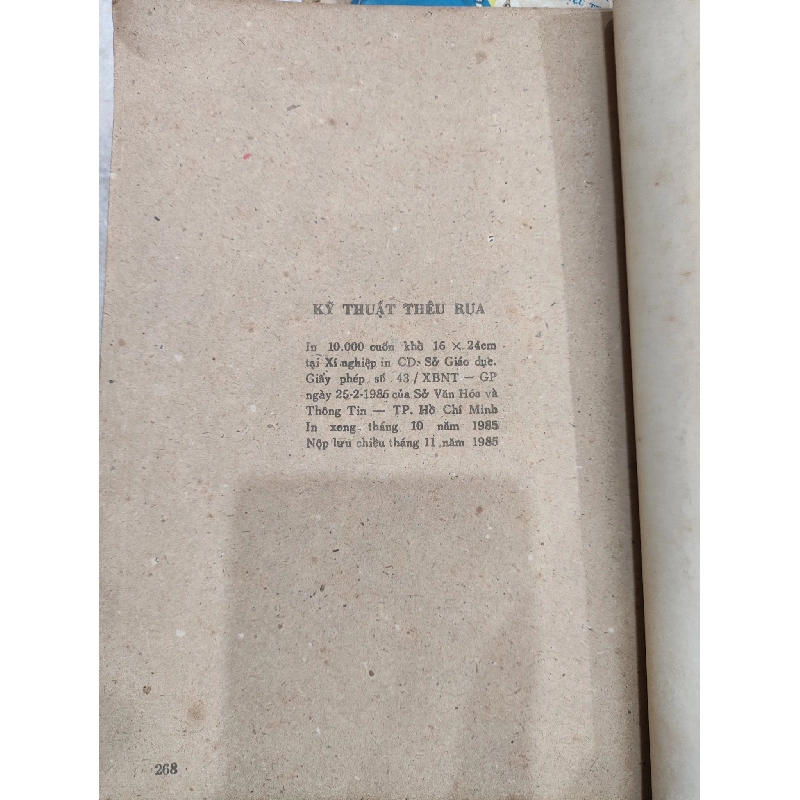 KỸ THUẬT THÊU RUA
In 10.000 cuốn khổ 16 × 24cm
tại Xí nghiệp in CD. Sở Giáo dục.
Giấy phép số 43 / XBNT — GP
ngày 25-2-1985 của Sở Văn Hóa và
Thông Tin — TP. Hồ Chí Minh
In xong tháng 10 năm 1985
Nộp lưu chiểu tháng 11 năm 1985
268